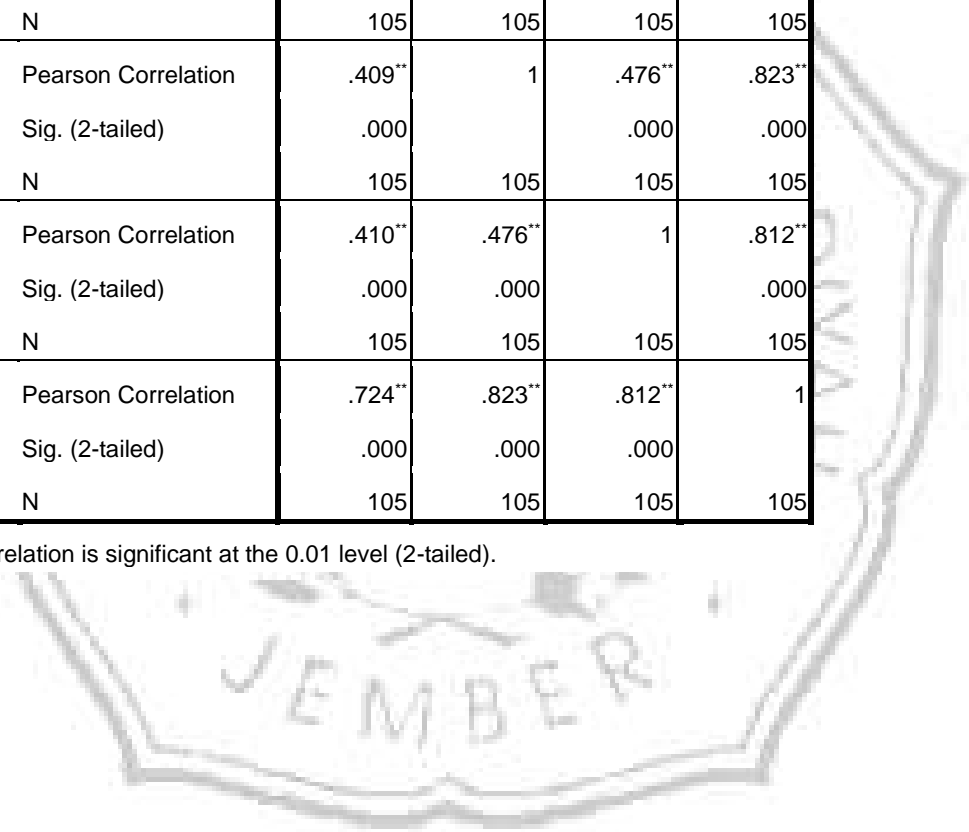 N 105 105 105 105
Pearson Correlation .409** 1 .476** .823**
Sig. (2-tailed) .000 .000 .000
N 105 105 105 105
Pearson Correlation .410** .476** 1 .812**
Sig. (2-tailed) .000 .000 .000
N 105 105 105 105
Pearson Correlation .724** .823** .812** 1
Sig. (2-tailed) .000 .000 .000
N 105 105 105 105
relation is significant at the 0.01 level (2-tailed).
JEMBER